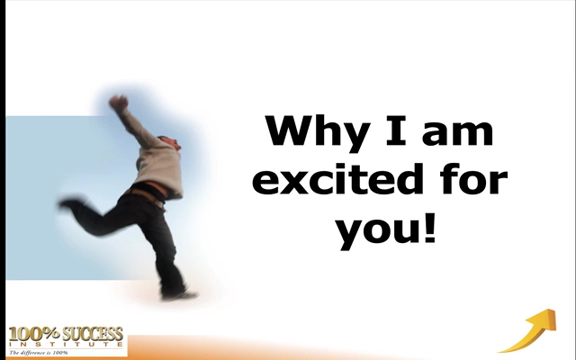 Why I am
excited for
you!
100% SUCCESS
INSTITUTE
The difference is 100%